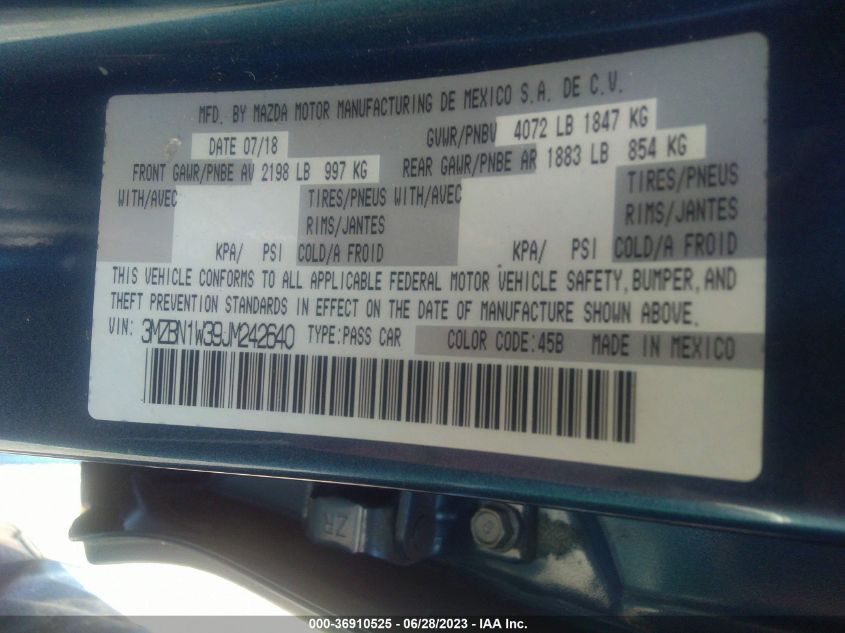 MFD. BY MAZDA MOTOR MANUFACTURING DE MEXICO S.A. DE C.V.
DATE 07/18 GVWR/PNBV 4072 LB 1847 KG
FRONT GAWR/PNBE AV 2198 LB 997 KG REAR GAWR/PNBE AR 1883 LB 854 KG
WITH/AVEC TIRES/PNEUS WITH/AVEC TIRES/PNEUS
RIMS/JANTES RIMS/JANTES
KPA/ PSI COLD/A FROID KPA/ PSI COLD/A FROID
THIS VEHICLE CONFORMS TO ALL APPLICABLE FEDERAL MOTOR VEHICLE SAFETY, BUMPER, AND
THEFT PREVENTION STANDARDS IN EFFECT ON THE DATE OF MANUFACTURE SHOWN ABOVE.
VIN: 3MZBN1W39JM242640 TYPE:PASS CAR COLOR CODE:45B MADE IN MEXICO
ZR
000-36910525 - 06/28/2023 - IAA Inc.